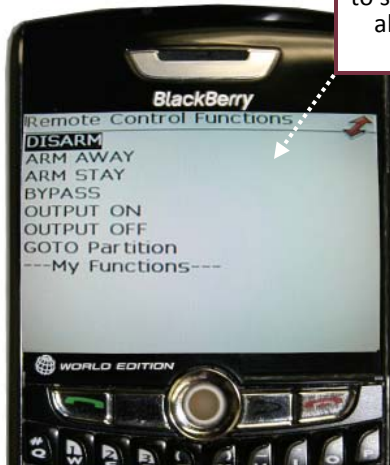 to s
al
BlackBerry
Remote Control Functions
DISARM
ARM AWAY
ARM STAY
BYPASS
OUTPUT ON
OUTPUT OFF
GOTO Partition
---My Functions---
WORLD EDITION
#
Q
W